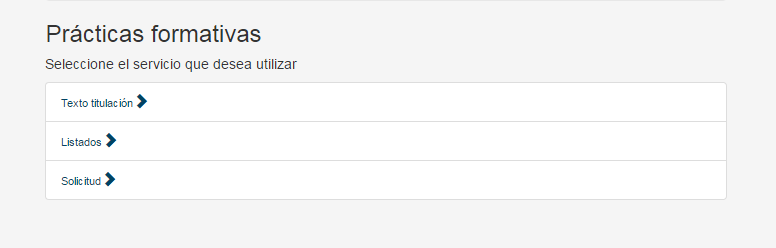 Prácticas formativas
Seleccione el servicio que desea utilizar
Texto titulación
Listados
Solicitud